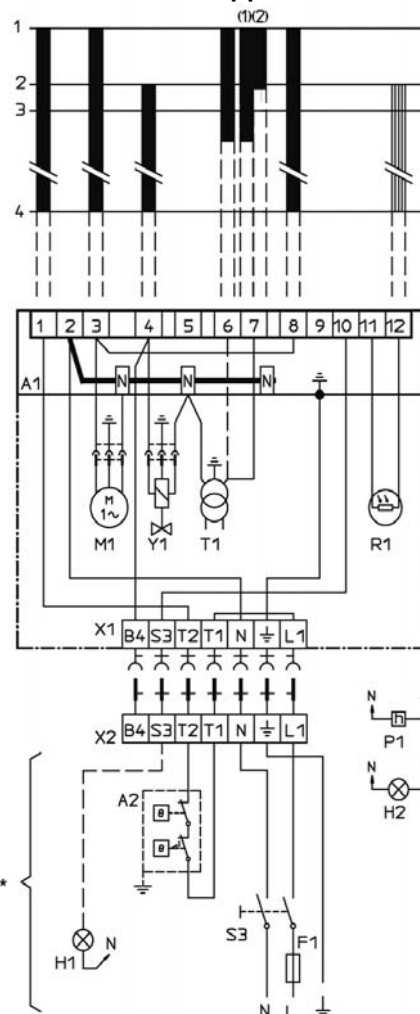 (1)(2)
1
2
3
4
1 2 3 4 5 6 7 8 9 10 11 12
N N N
A1
M
1~
M1 Y1 T1 R1
X1 B4 S3 T2 T1 N L1
X2 B4 S3 T2 T1 N L1
N
h
P1
N
H2
A2
θ
θ
*
N
H1
S3 F1
N L